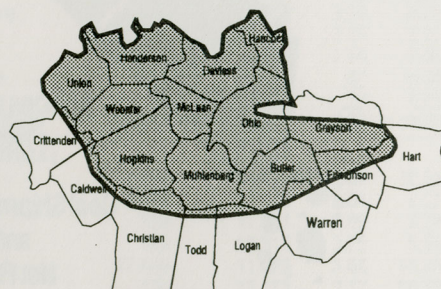 Hancock
Henderson
Daviess
Union
Webster
McLean
Ohio
Grayson
Crittenden
Hopkins
Butler
Hart
Muhlenberg
Edmonson
Caldwell
Warren
Christian
Todd
Logan